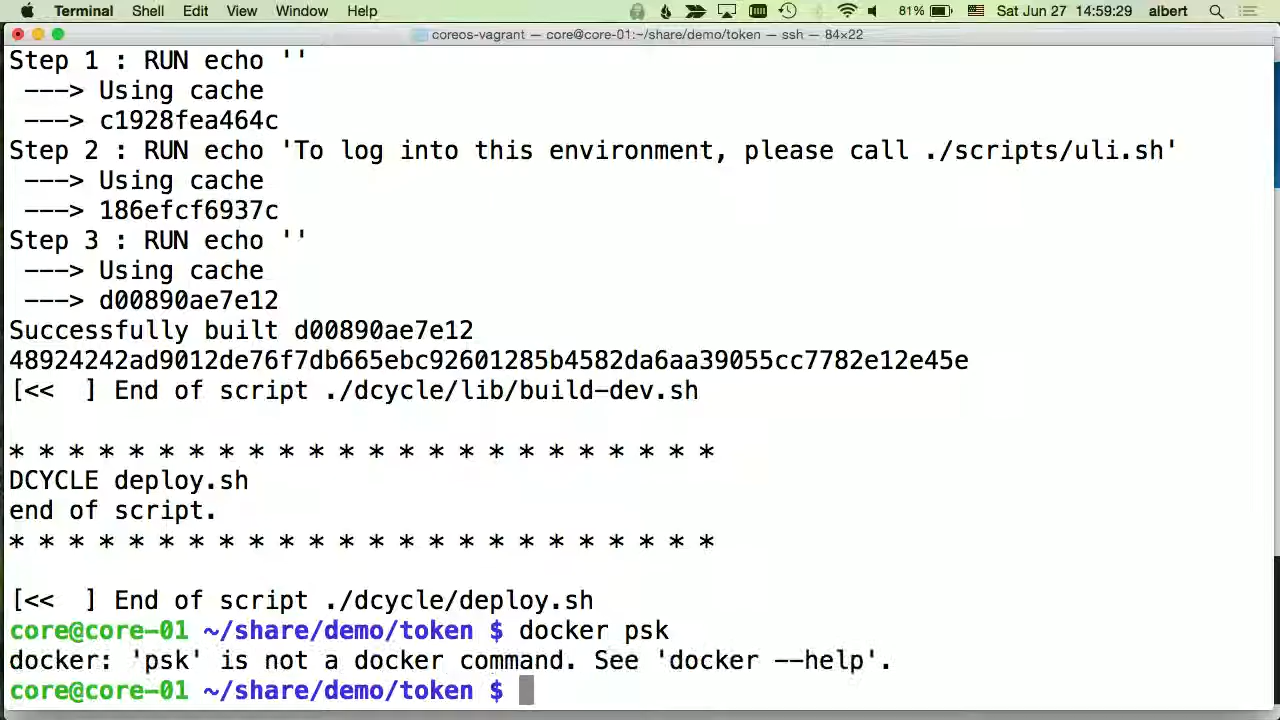 Terminal Shell Edit View Window Help 81% Sat Jun 27 14:59:29 albert
coreos-vagrant — core@core-01:~/share/demo/token — ssh — 84×22
Step 1 : RUN echo ''
 ---> Using cache
 ---> c1928fea464c
Step 2 : RUN echo 'To log into this environment, please call ./scripts/uli.sh'
 ---> Using cache
 ---> 186efcf6937c
Step 3 : RUN echo ''
 ---> Using cache
 ---> d00890ae7e12
Successfully built d00890ae7e12
48924242ad9012de76f7db665ebc92601285b4582da6aa39055cc7782e12e45e
[<<  ] End of script ./dcycle/lib/build-dev.sh
* * * * * * * * * * * * * * * * * * * * * * * *
DCYCLE deploy.sh
end of script.
* * * * * * * * * * * * * * * * * * * * * * * *
[<<  ] End of script ./dcycle/deploy.sh
core@core-01 ~/share/demo/token $ docker psk
docker: 'psk' is not a docker command. See 'docker --help'.
core@core-01 ~/share/demo/token $